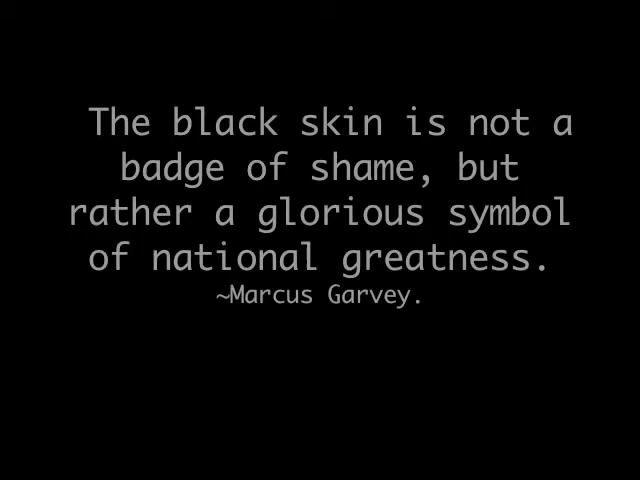 The black skin is not a
badge of shame, but
rather a glorious symbol
of national greatness.
~Marcus Garvey.